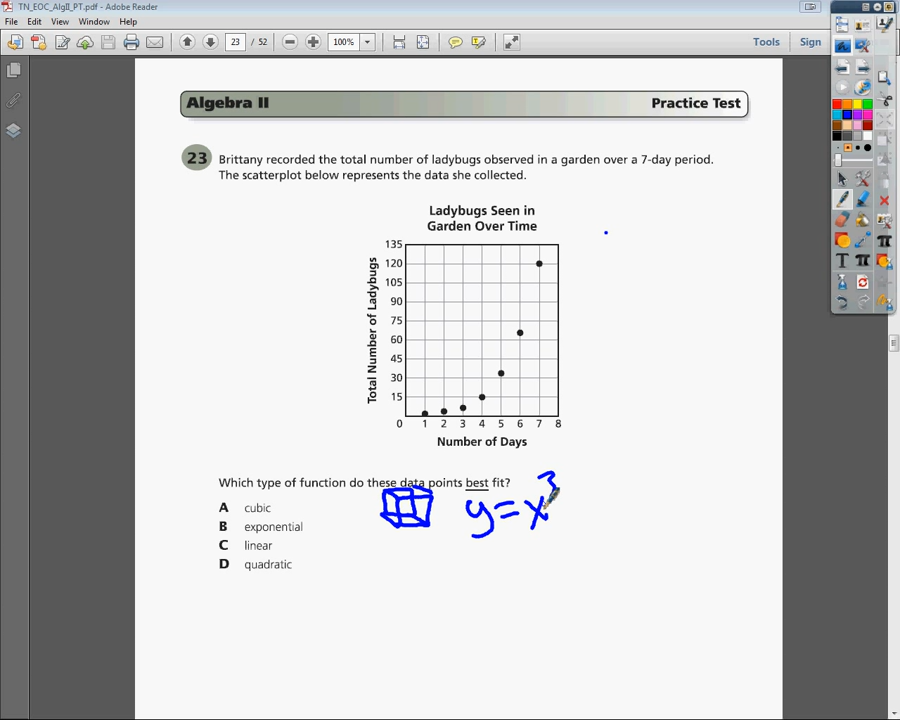 TN_EOC_AlgII_PT.pdf - Adobe Reader
File Edit View Window Help
23 / 52 100% Tools Sign
Algebra II Practice Test
23 Brittany recorded the total number of ladybugs observed in a garden over a 7-day period.
The scatterplot below represents the data she collected.
Ladybugs Seen in
Garden Over Time
Total Number of Ladybugs
135
120
105
90
75
60
45
30
15
0 1 2 3 4 5 6 7 8
Number of Days
Which type of function do these data points best fit?
y=x³
A cubic
B exponential
C linear
D quadratic